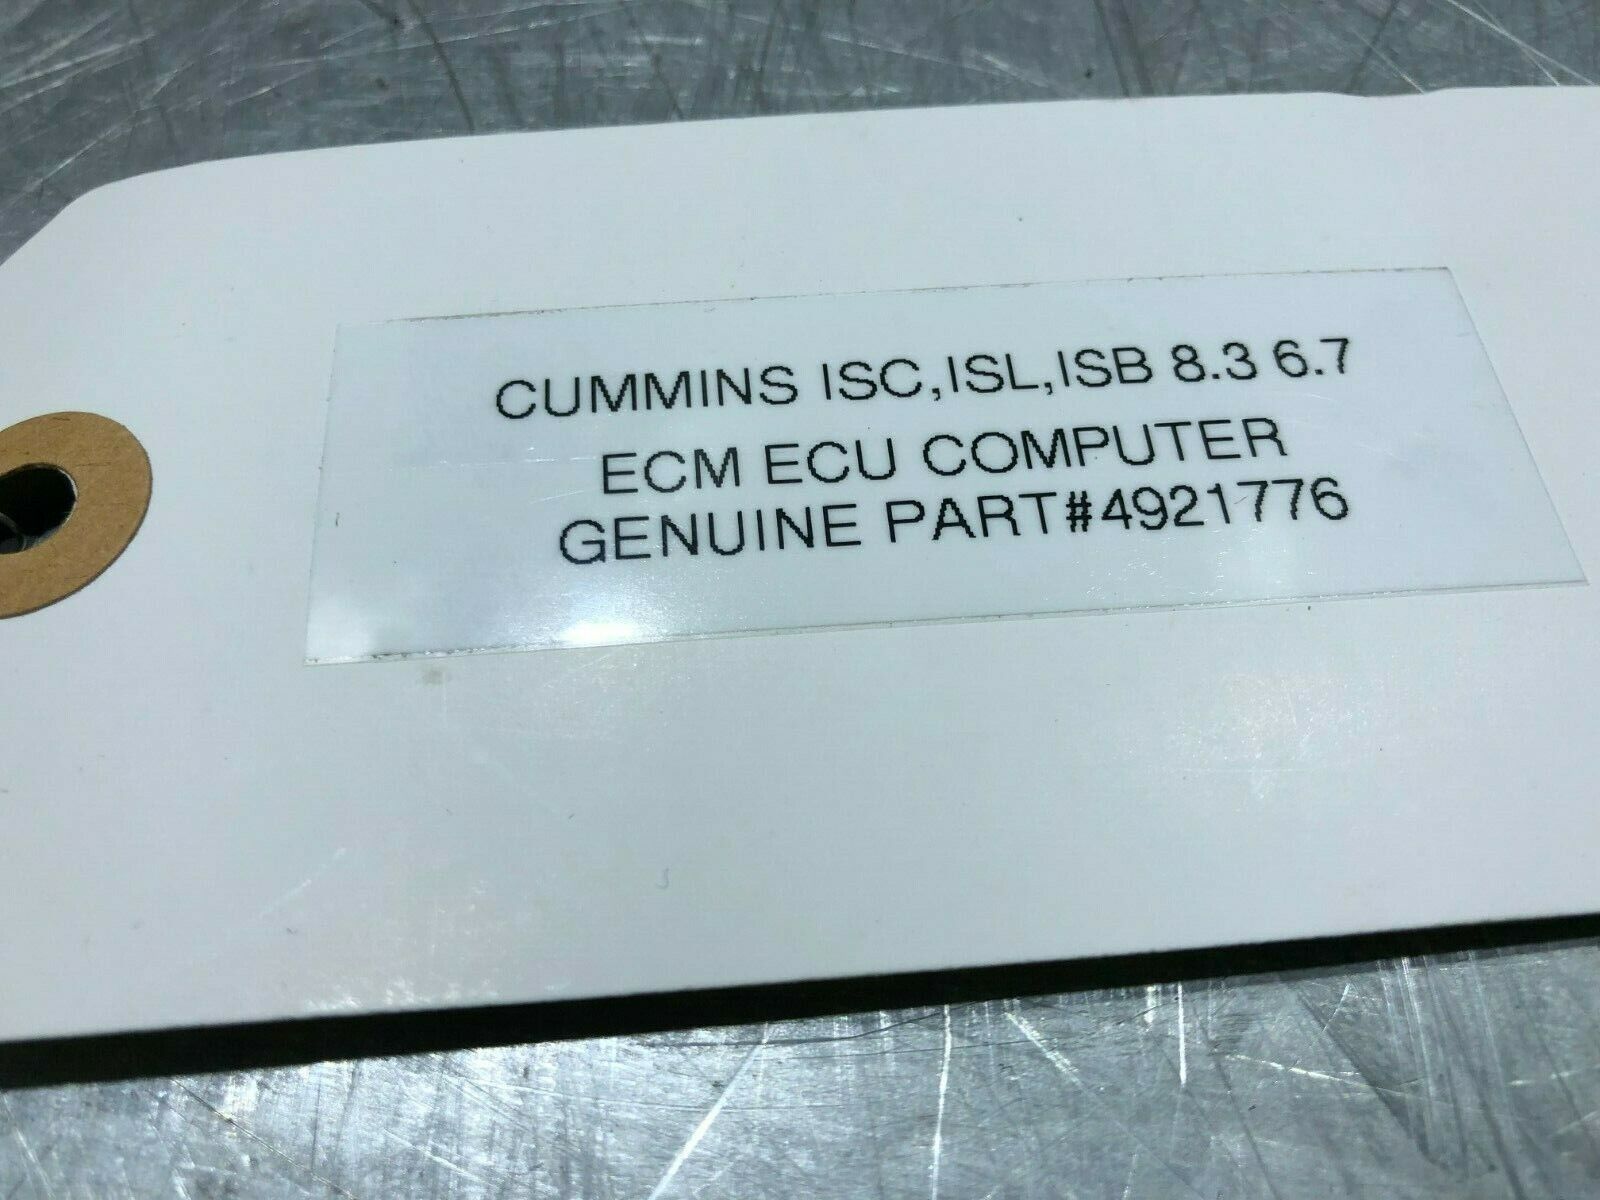 CUMMINS ISC,ISL,ISB 8.3 6.7
ECM ECU COMPUTER
GENUINE PART#4921776